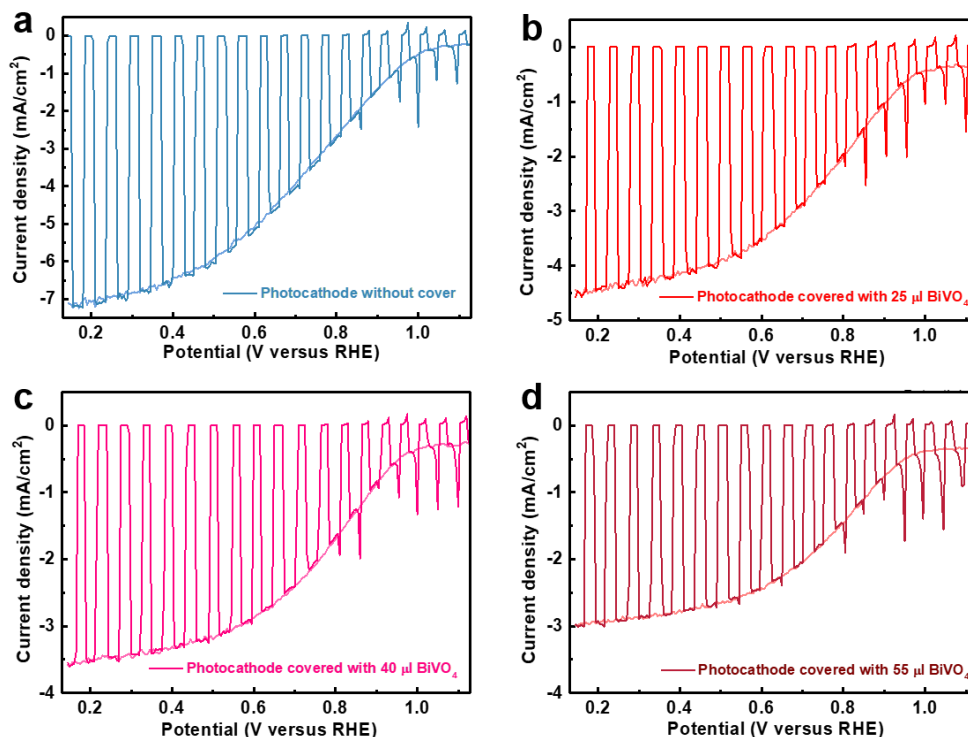 a
Current density (mA/cm²)
0
-1
-2
-3
-4
-5
-6
-7
Photocathode without cover
0.2 0.4 0.6 0.8 1.0
Potential (V versus RHE)
b
Current density (mA/cm²)
0
-1
-2
-3
-4
-5
Photocathode covered with 25 μl BiVO₄
0.2 0.4 0.6 0.8 1.0
Potential (V versus RHE)
c
Current density (mA/cm²)
0
-1
-2
-3
-4
Photocathode covered with 40 μl BiVO₄
0.2 0.4 0.6 0.8 1.0
Potential (V versus RHE)
d
Current density (mA/cm²)
0
-1
-2
-3
-4
Photocathode covered with 55 μl BiVO₄
0.2 0.4 0.6 0.8 1.0
Potential (V versus RHE)